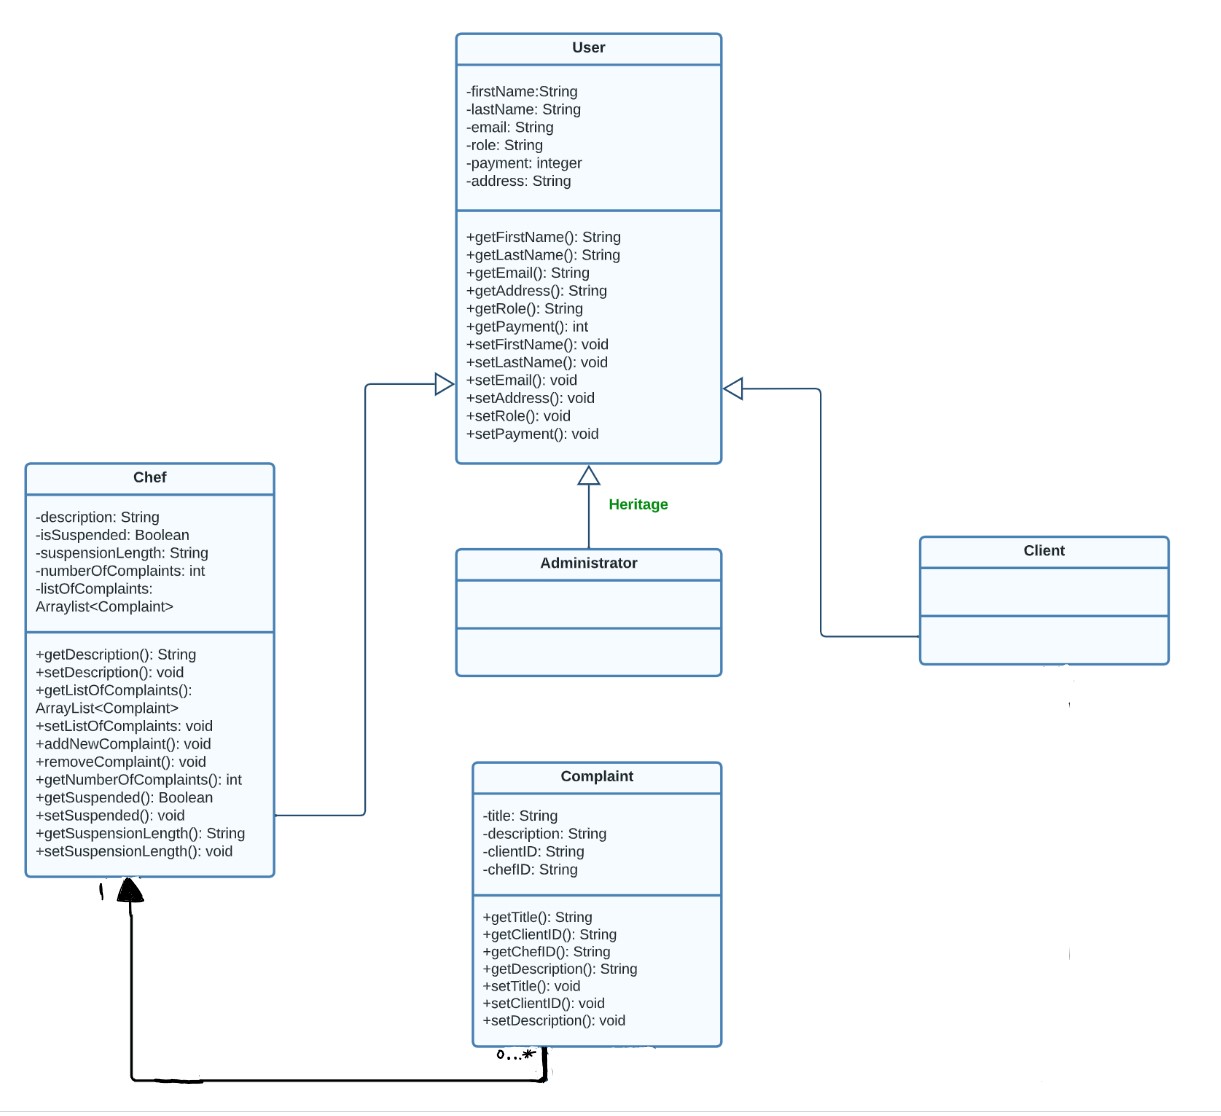 User
-firstName:String
-lastName: String
-email: String
-role: String
-payment: integer
-address: String
+getFirstName(): String
+getLastName(): String
+getEmail(): String
+getAddress(): String
+getRole(): String
+getPayment(): int
+setFirstName(): void
+setLastName(): void
+setEmail(): void
+setAddress(): void
+setRole(): void
+setPayment(): void
Heritage
Chef
-description: String
-isSuspended: Boolean
-suspensionLength: String
-numberOfComplaints: int
-listOfComplaints:
Arraylist<Complaint>
+getDescription(): String
+setDescription(): void
+getListOfComplaints():
ArrayList<Complaint>
+setListOfComplaints: void
+addNewComplaint(): void
+removeComplaint(): void
+getNumberOfComplaints(): int
+getSuspended(): Boolean
+setSuspended(): void
+getSuspensionLength(): String
+setSuspensionLength(): void
1
Administrator
Client
Complaint
-title: String
-description: String
-clientID: String
-chefID: String
+getTitle(): String
+getClientID(): String
+getChefID(): String
+getDescription(): String
+setTitle(): void
+setClientID(): void
+setDescription(): void
0...*